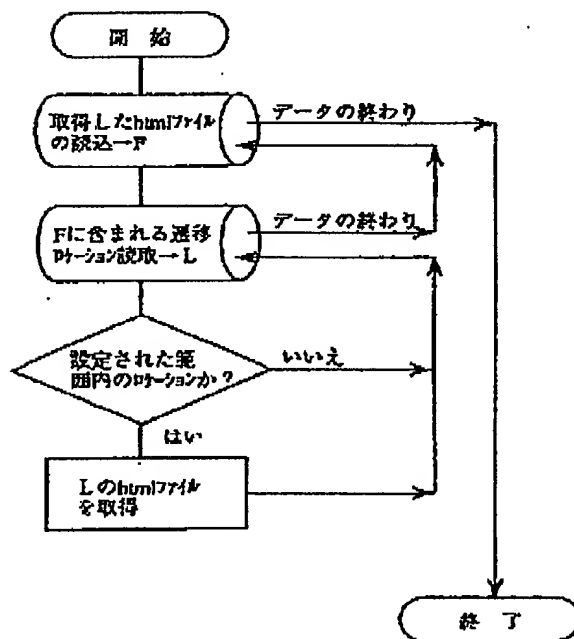 開 始
取得したhtmlファイル
の読込→F
データの終わり
Fに含まれる遷移
ロケーション読取→L
データの終わり
設定された範
囲内のロケーションか？
いいえ
はい
Lのhtmlファイル
を取得
終 了